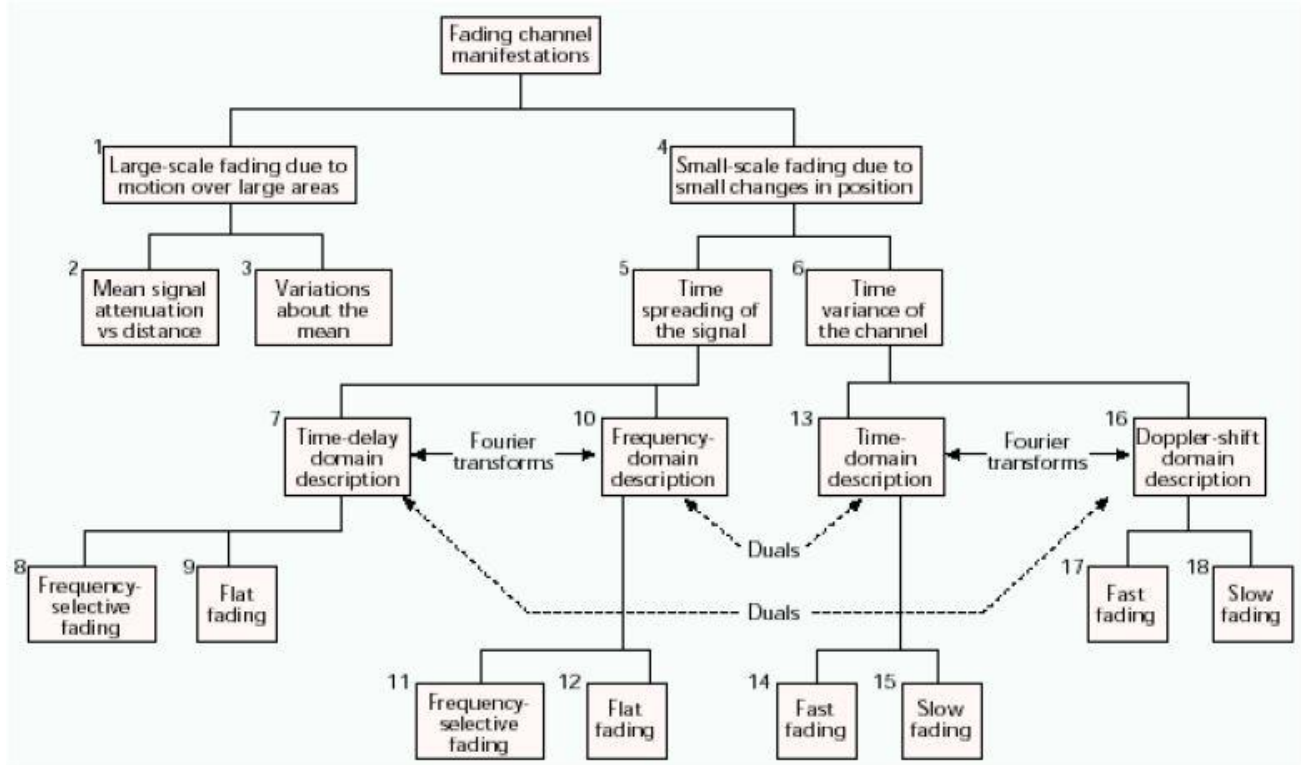 Fading channel
manifestations
1
Large-scale fading due to
motion over large areas
4
Small-scale fading due to
small changes in position
2
Mean signal
attenuation
vs distance
3
Variations
about the
mean
5
Time
spreading of
the signal
6
Time
variance of
the channel
7
Time-delay
domain
description
Fourier
transforms
10
Frequency-
domain
description
13
Time-
domain
description
Fourier
transforms
16
Doppler-shift
domain
description
Duals
Duals
8
Frequency-
selective
fading
9
Flat
fading
17
Fast
fading
18
Slow
fading
11
Frequency-
selective
fading
12
Flat
fading
14
Fast
fading
15
Slow
fading